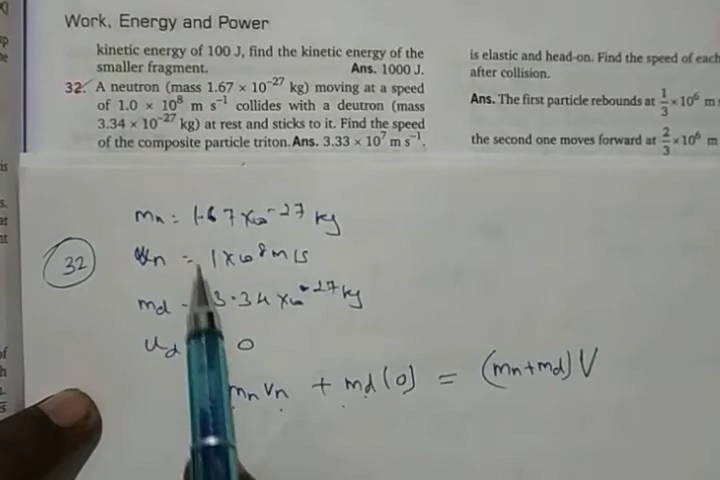 Work, Energy and Power
kinetic energy of 100 J, find the kinetic energy of the
smaller fragment. Ans. 1000 J.
32. A neutron (mass 1.67 × 10⁻²⁷ kg) moving at a speed
of 1.0 × 10⁸ m s⁻¹ collides with a deutron (mass
3.34 × 10⁻²⁷ kg) at rest and sticks to it. Find the speed
of the composite particle triton. Ans. 3.33 × 10⁷ m s⁻¹.
is elastic and head-on. Find the speed of each
after collision.
Ans. The first particle rebounds at 1/3 × 10⁶ m
the second one moves forward at 2/3 × 10⁶ m
32
mn = 1.67 × 10⁻²⁷ kg
un = 1 × 10⁸ m/s
md - 3.34 × 10⁻²⁷ kg
ud 0
mnvn + md(0) = (mn+md) V